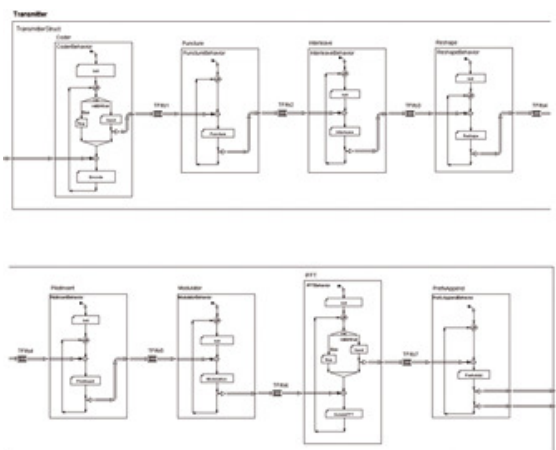 Transmitter
TransmitterStruct
Coder
CoderBehavior
Init
Encode
TFifo1
Puncture
PunctureBehavior
Puncture
TFifo2
Interleave
InterleaveBehavior
Init
Interleave
TFifo3
Reshape
ReshapeBehavior
Init
Reshape
TFifo4
TFifo4
PilotInsert
PilotInsertBehavior
Init
PilotInsert
TFifo5
Modulator
ModulatorBehavior
Init
Modulation
TFifo6
IFFT
IFFTBehavior
Init
TFifo7
PrefixAppend
PrefixAppendBehavior